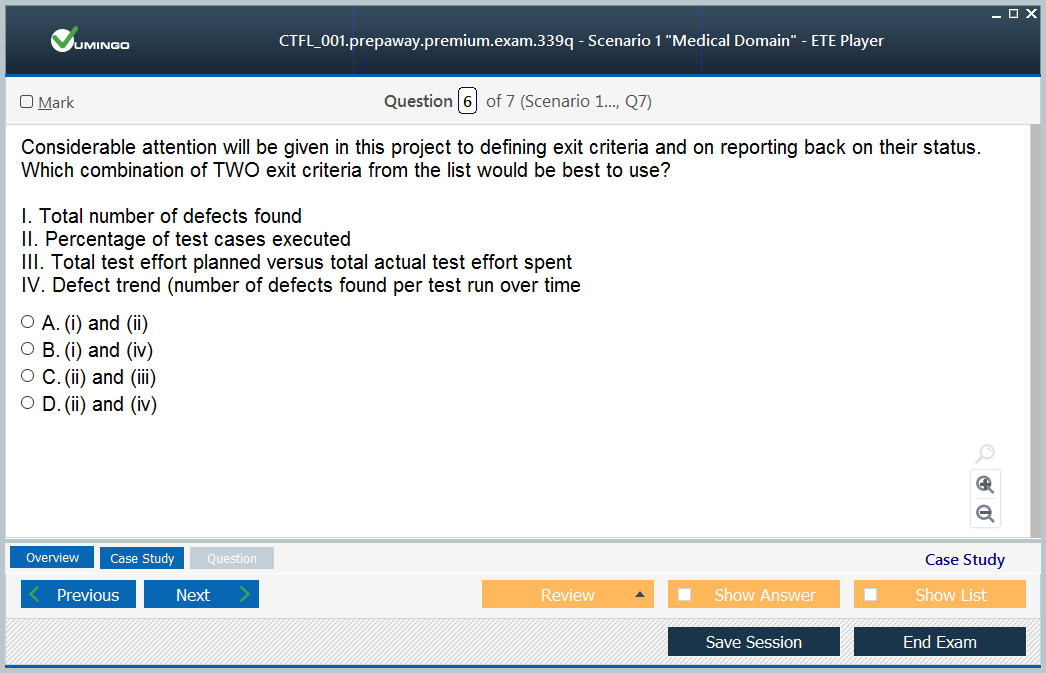 VUMINGO
CTFL_001.prepaway.premium.exam.339q - Scenario 1 "Medical Domain" - ETE Player
Mark
Question 6 of 7 (Scenario 1..., Q7)
Considerable attention will be given in this project to defining exit criteria and on reporting back on their status.
Which combination of TWO exit criteria from the list would be best to use?
I. Total number of defects found
II. Percentage of test cases executed
III. Total test effort planned versus total actual test effort spent
IV. Defect trend (number of defects found per test run over time
A. (i) and (ii)
B. (i) and (iv)
C. (ii) and (iii)
D. (ii) and (iv)
Overview Case Study Question Case Study
Previous Next Review Show Answer Show List
Save Session End Exam